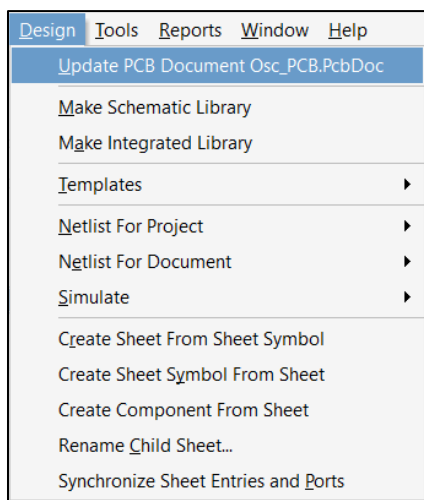 Design Tools Reports Window Help
Update PCB Document Osc_PCB.PcbDoc
Make Schematic Library
Make Integrated Library
Templates
Netlist For Project
Netlist For Document
Simulate
Create Sheet From Sheet Symbol
Create Sheet Symbol From Sheet
Create Component From Sheet
Rename Child Sheet...
Synchronize Sheet Entries and Ports